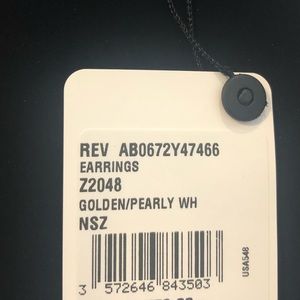 REV AB0672Y47466
EARRINGS
Z2048
GOLDEN/PEARLY WH
NSZ
3 572646 843503
USA548